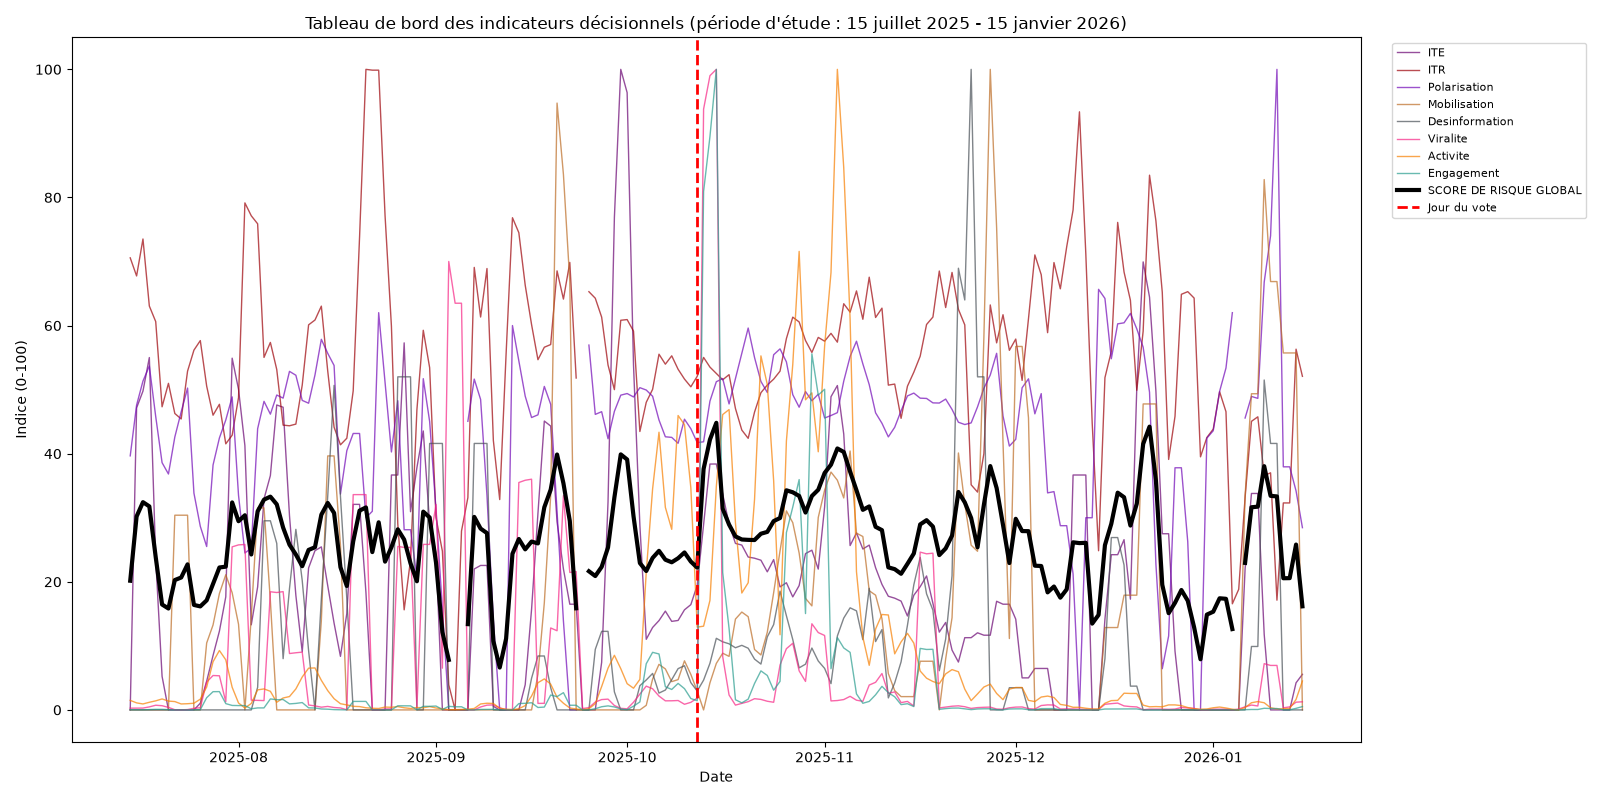 Tableau de bord des indicateurs décisionnels (période d'étude : 15 juillet 2025 - 15 janvier 2026)
100
80
60
40
20
0
Indice (0-100)
2025-08
2025-09
2025-10
2025-11
2025-12
2026-01
Date
ITE
ITR
Polarisation
Mobilisation
Desinformation
Viralite
Activite
Engagement
SCORE DE RISQUE GLOBAL
Jour du vote